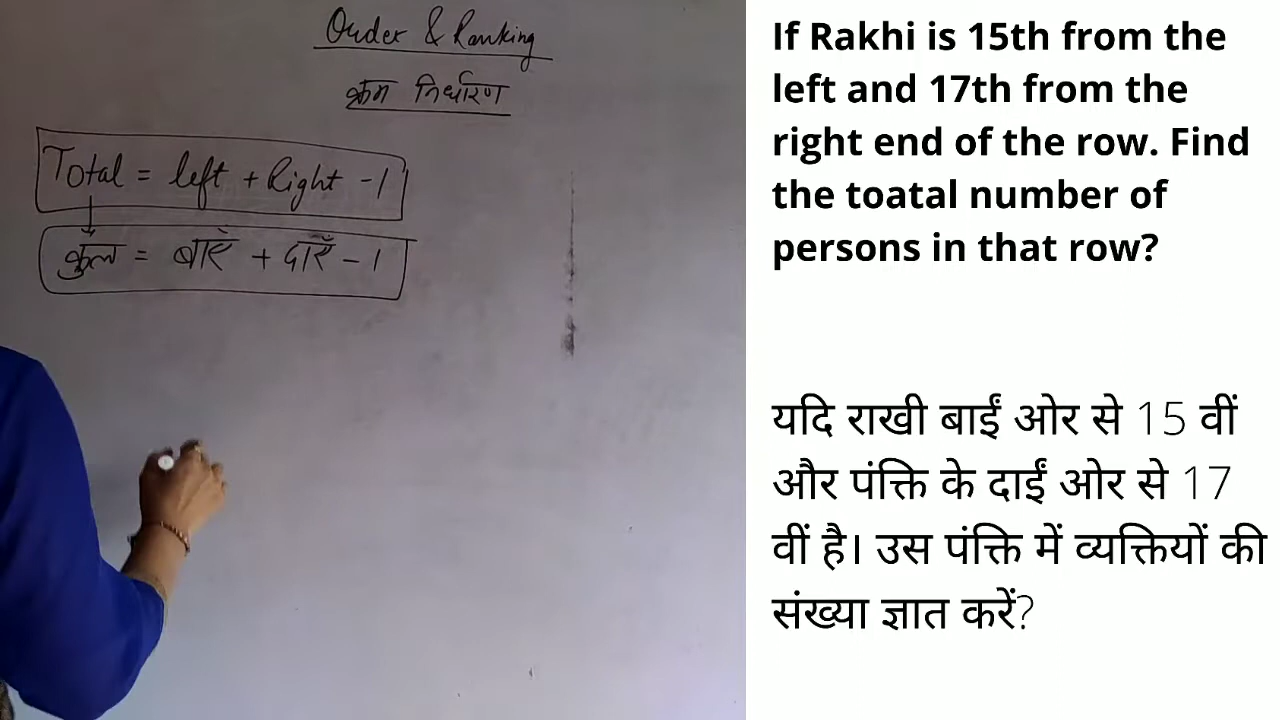 Order & Ranking
क्रम निर्धारण
Total = left + Right - 1
कुल = बाएँ + दाएँ - 1
If Rakhi is 15th from the
left and 17th from the
right end of the row. Find
the toatal number of
persons in that row?
यदि राखी बाईं ओर से 15 वीं
और पंक्ति के दाईं ओर से 17
वीं है। उस पंक्ति में व्यक्तियों की
संख्या ज्ञात करें?